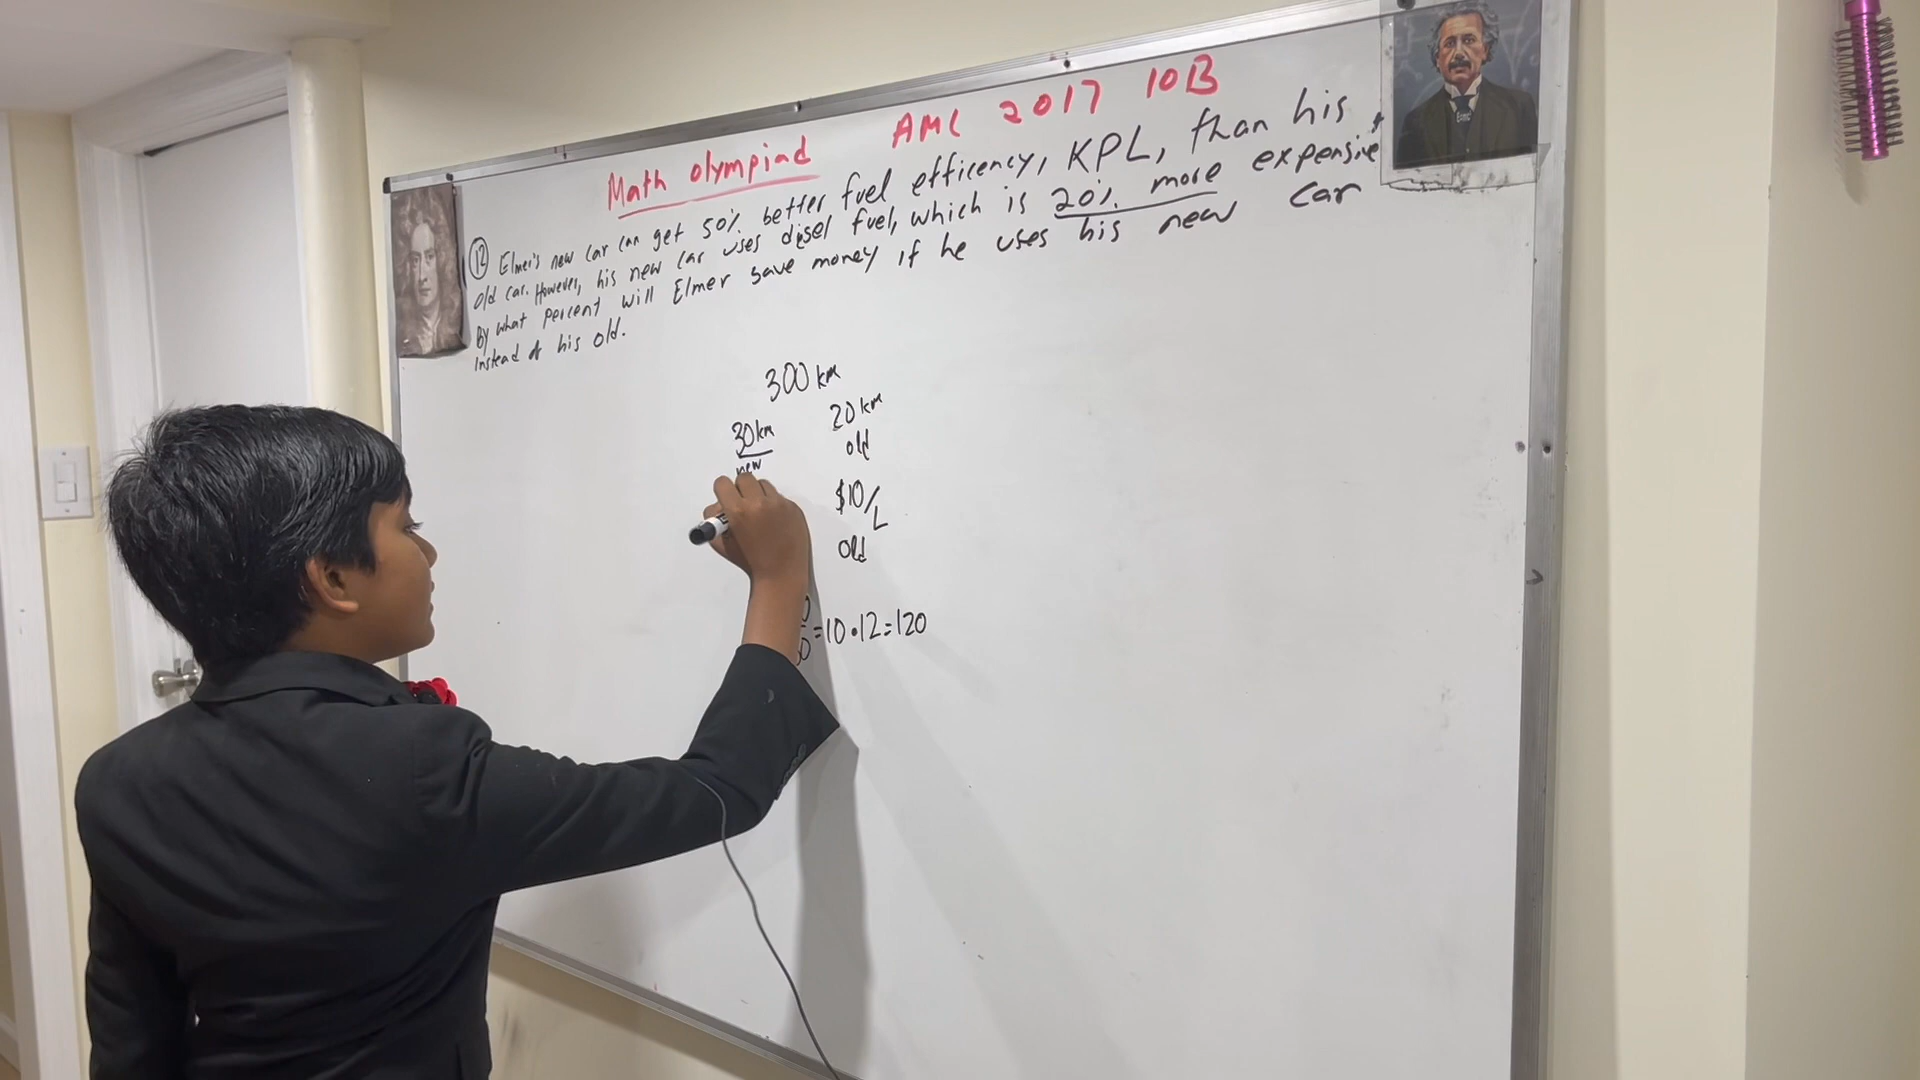 Math olympiad AMC 2017 10B
⑫ Elmer's new car can get 50% better fuel efficency, KPL, than his
old car. However, his new car uses disel fuel, which is 20% more expensive
By what percent will Elmer save money if he uses his new car
instead of his old.
300 km
30 km 20 km
new old
$10/L
old
=10•12=120